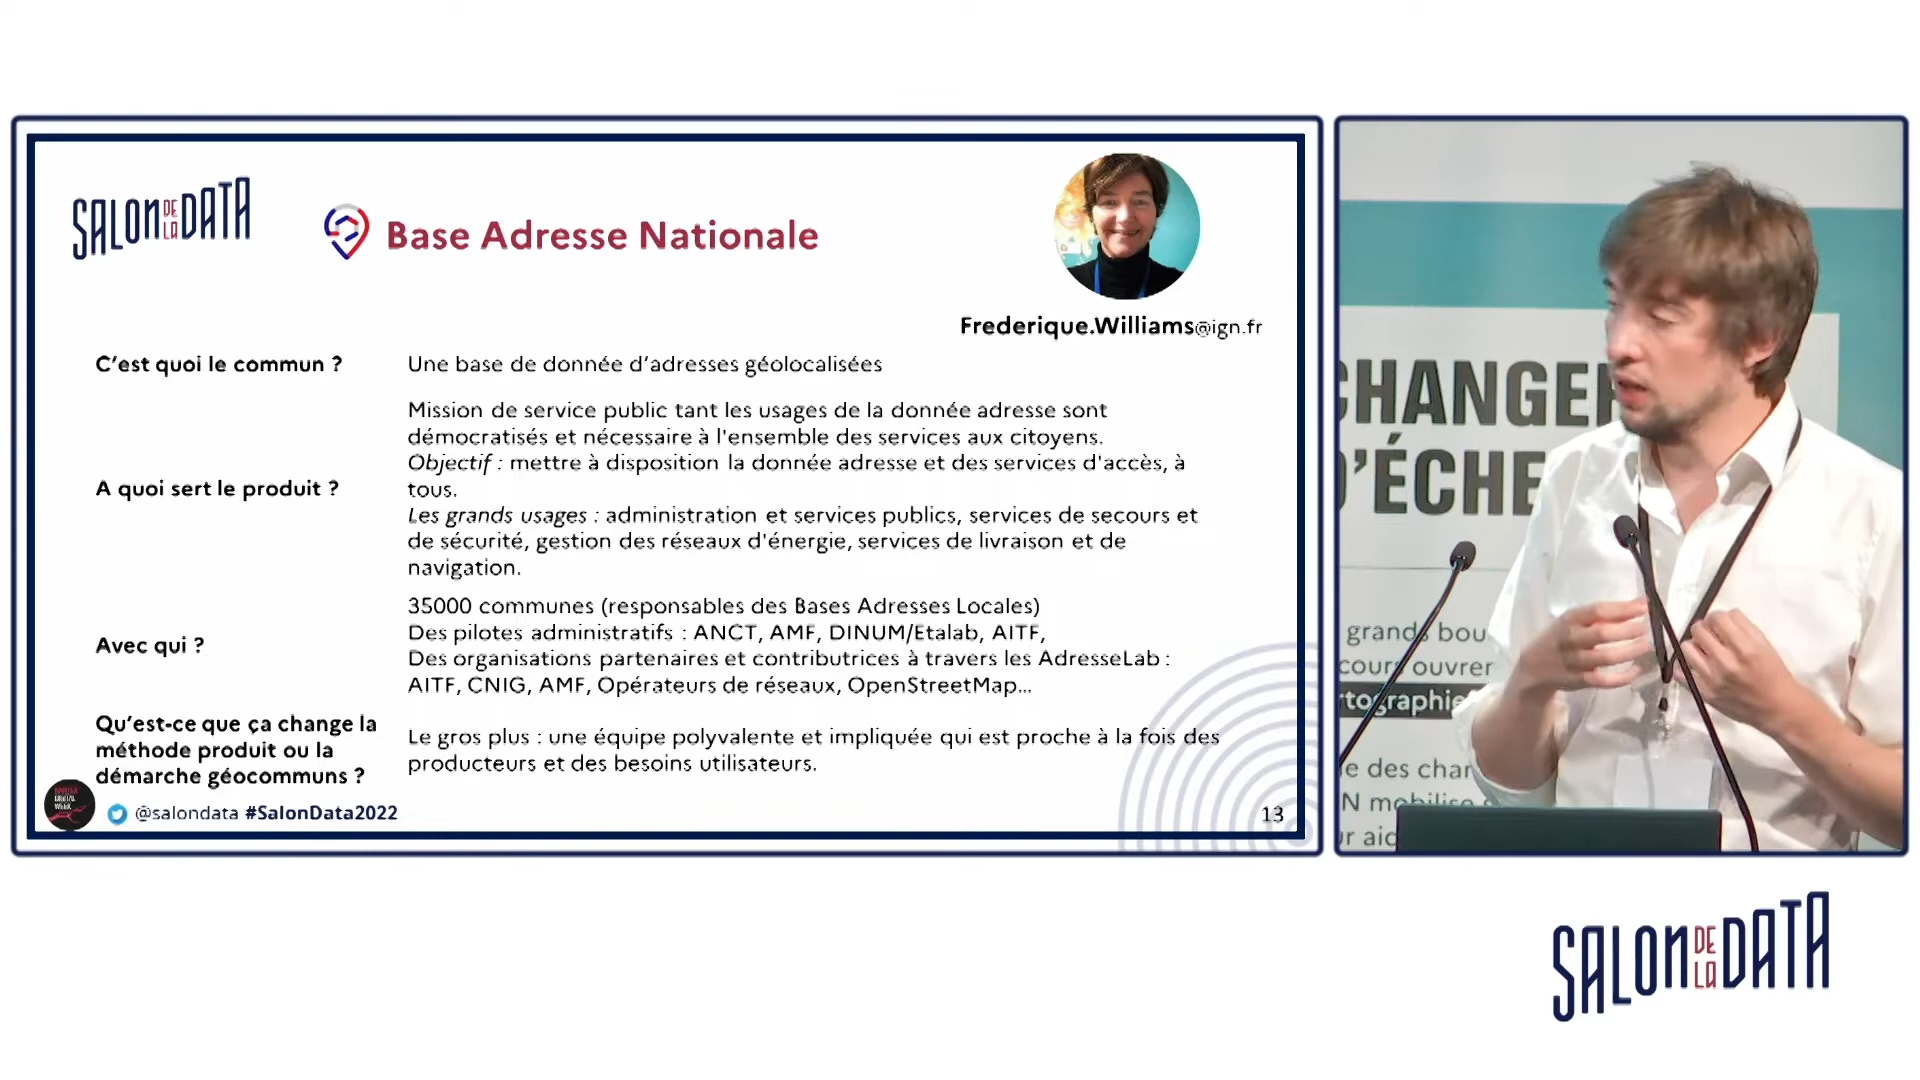 SALON DE LA DATA
Base Adresse Nationale
Frederique.Williams@ign.fr
C'est quoi le commun ?
Une base de donnée d'adresses géolocalisées
A quoi sert le produit ?
Mission de service public tant les usages de la donnée adresse sont
démocratisés et nécessaire à l'ensemble des services aux citoyens.
Objectif : mettre à disposition la donnée adresse et des services d'accès, à
tous.
Les grands usages : administration et services publics, services de secours et
de sécurité, gestion des réseaux d'énergie, services de livraison et de
navigation.
Avec qui ?
35000 communes (responsables des Bases Adresses Locales)
Des pilotes administratifs : ANCT, AMF, DINUM/Etalab, AITF,
Des organisations partenaires et contributrices à travers les AdresseLab :
AITF, CNIG, AMF, Opérateurs de réseaux, OpenStreetMap...
Qu'est-ce que ça change la
méthode produit ou la
démarche géocommuns ?
Le gros plus : une équipe polyvalente et impliquée qui est proche à la fois des
producteurs et des besoins utilisateurs.
@salondata #SalonData2022
13
CHANGER
D'ÉCHE
grands bou
cours ouvrer
tographie
e des char
N mobilise
ur aid
SALON DE LA DATA